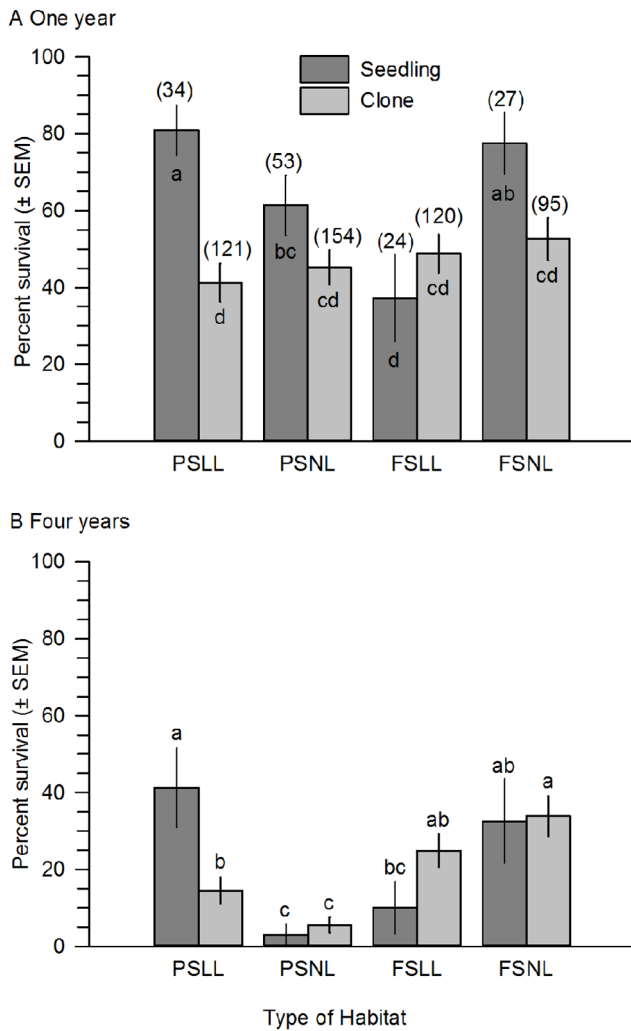 A One year
100
80
60
40
20
0
Percent survival (± SEM)
Seedling
Clone
(34)
(121)
(53)
(154)
(24)
(120)
(27)
(95)
a
d
bc
cd
d
cd
ab
cd
PSLL PSNL FSLL FSNL
B Four years
100
80
60
40
20
0
Percent survival (± SEM)
a
b
c
c
bc
ab
ab
a
PSLL PSNL FSLL FSNL
Type of Habitat